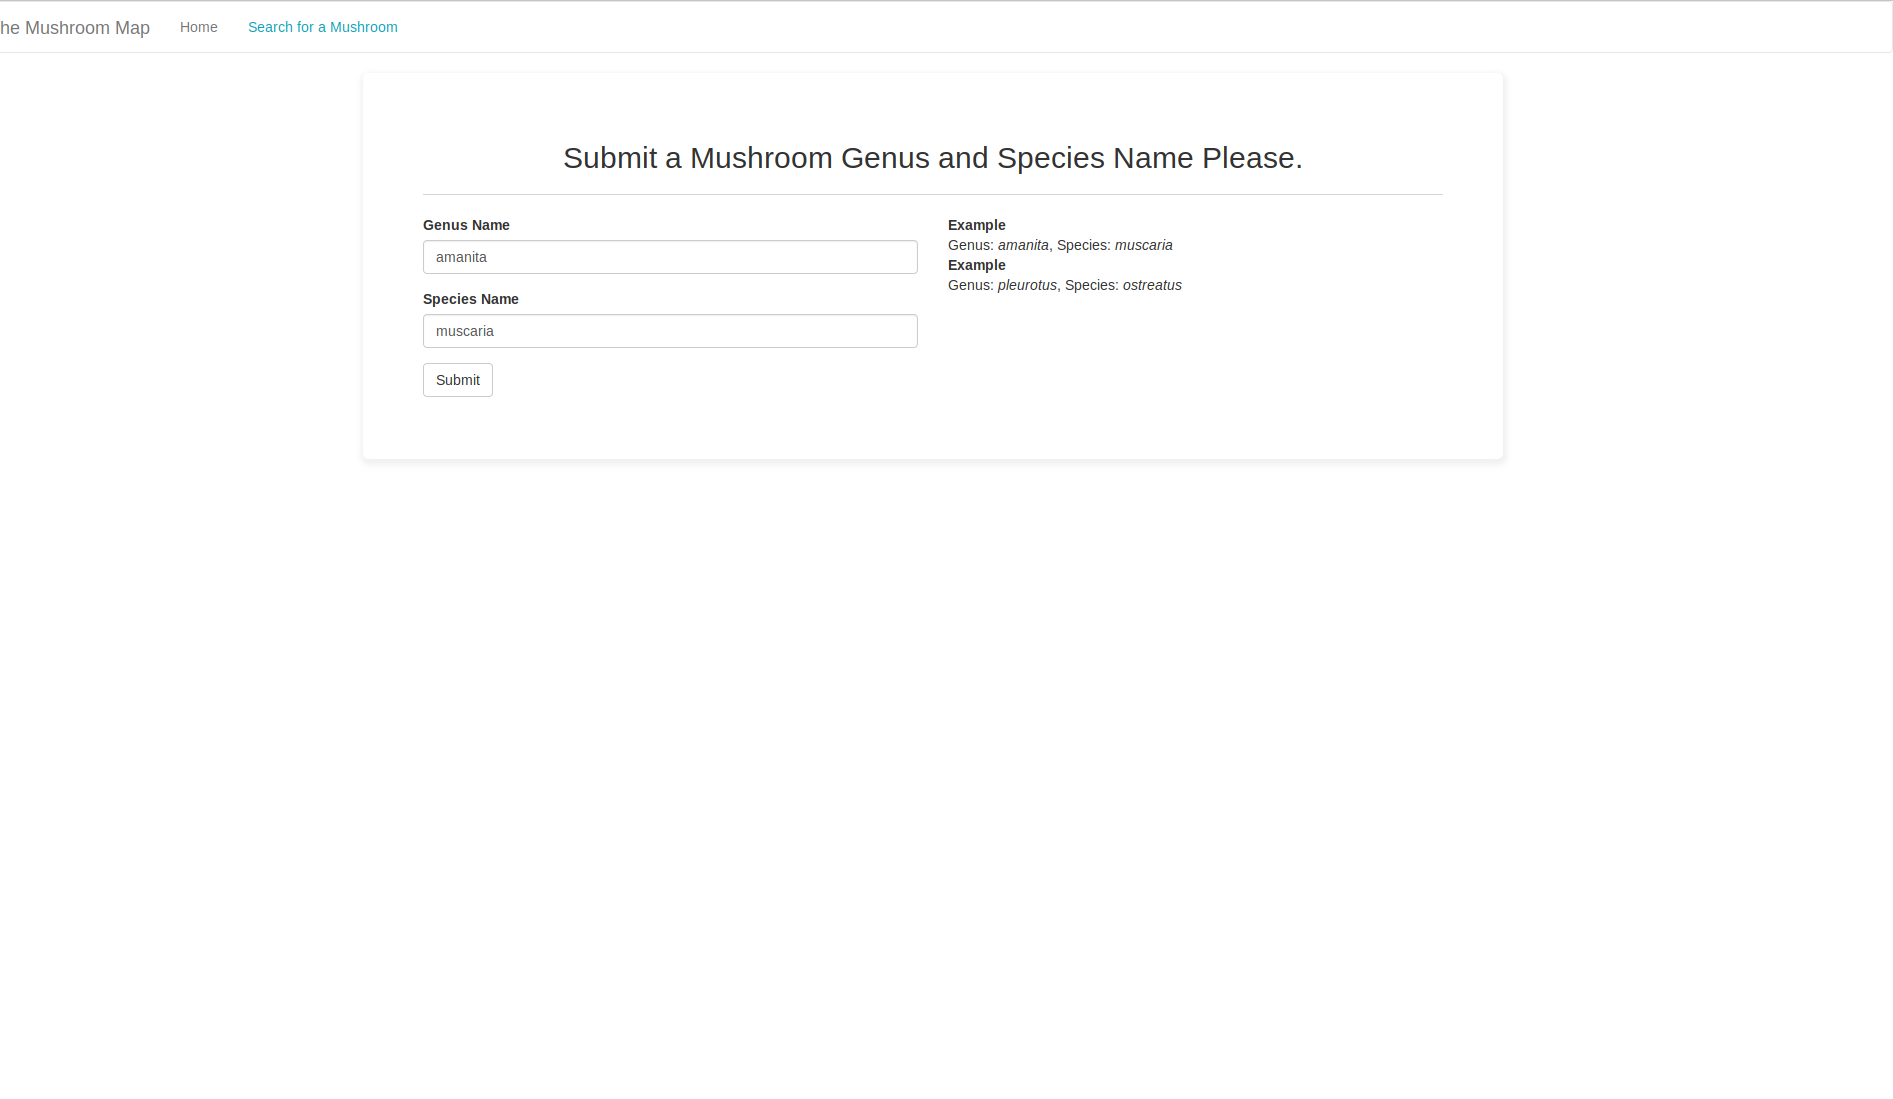 he Mushroom Map Home Search for a Mushroom
Submit a Mushroom Genus and Species Name Please.
Genus Name
amanita
Species Name
muscaria
Submit
Example
Genus: amanita, Species: muscaria
Example
Genus: pleurotus, Species: ostreatus